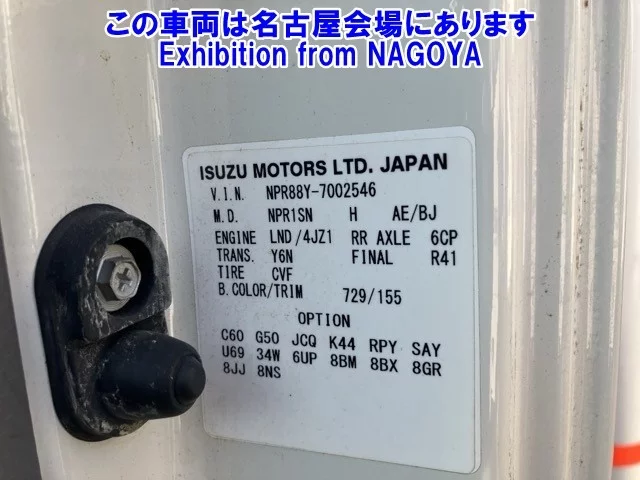 この車両は名古屋会場にあります
Exhibition from NAGOYA
ISUZU MOTORS LTD. JAPAN
V.I.N. NPR88Y-7002546
M.D. NPR1SN H AE/BJ
ENGINE LND/4JZ1 RR AXLE 6CP
TRANS. Y6N FINAL R41
TIRE CVF
B.COLOR/TRIM 729/155
OPTION
C60 G50 JCQ K44 RPY SAY
U69 34W 6UP 8BM 8BX 8GR
8JJ 8NS